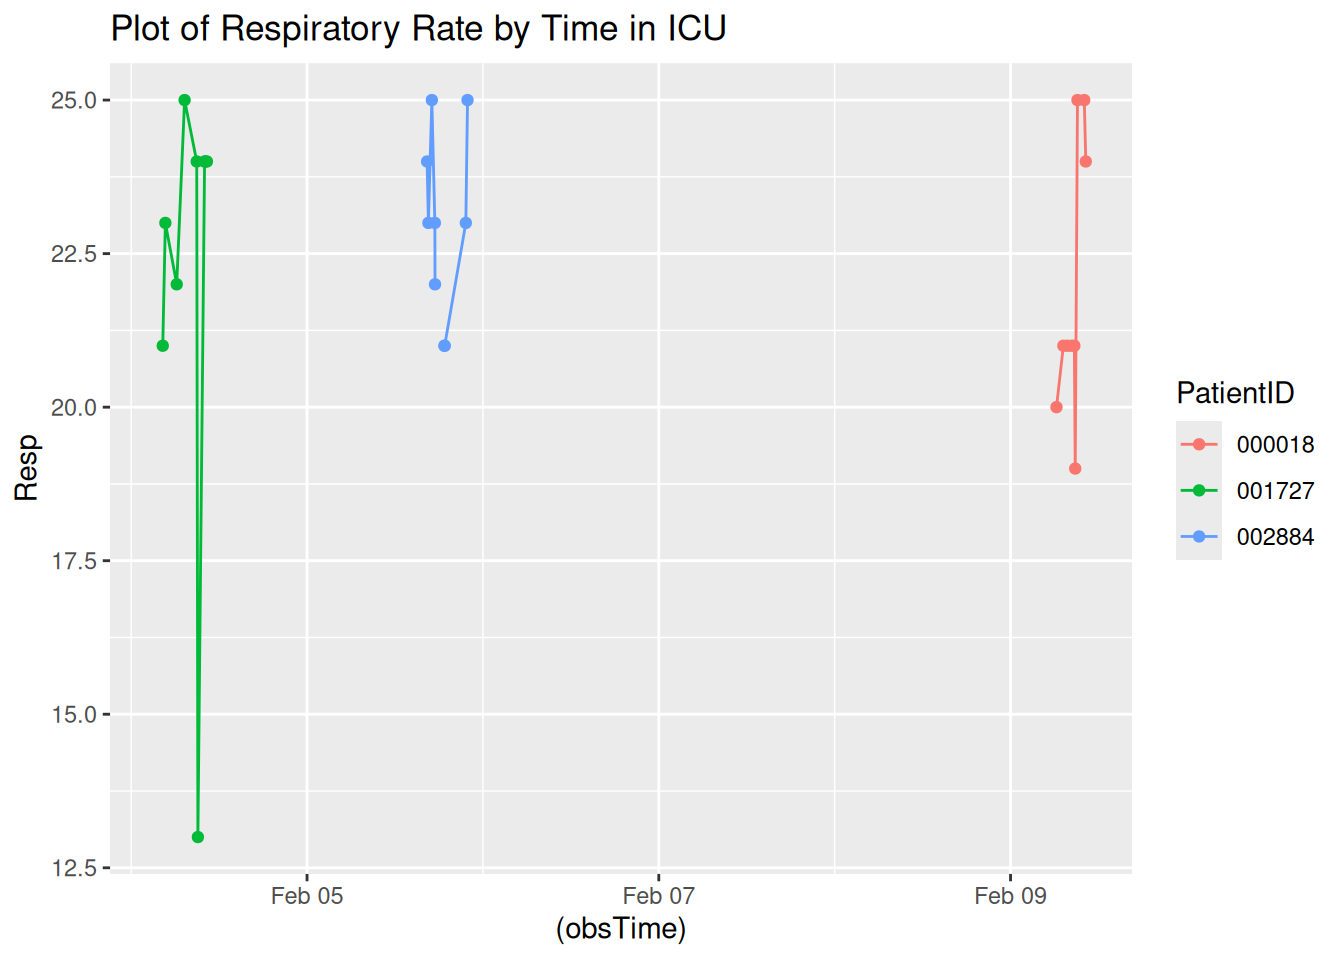 Plot of Respiratory Rate by Time in ICU
25.0
22.5
20.0
17.5
15.0
12.5
Resp
Feb 05 Feb 07 Feb 09
(obsTime)
PatientID
000018
001727
002884